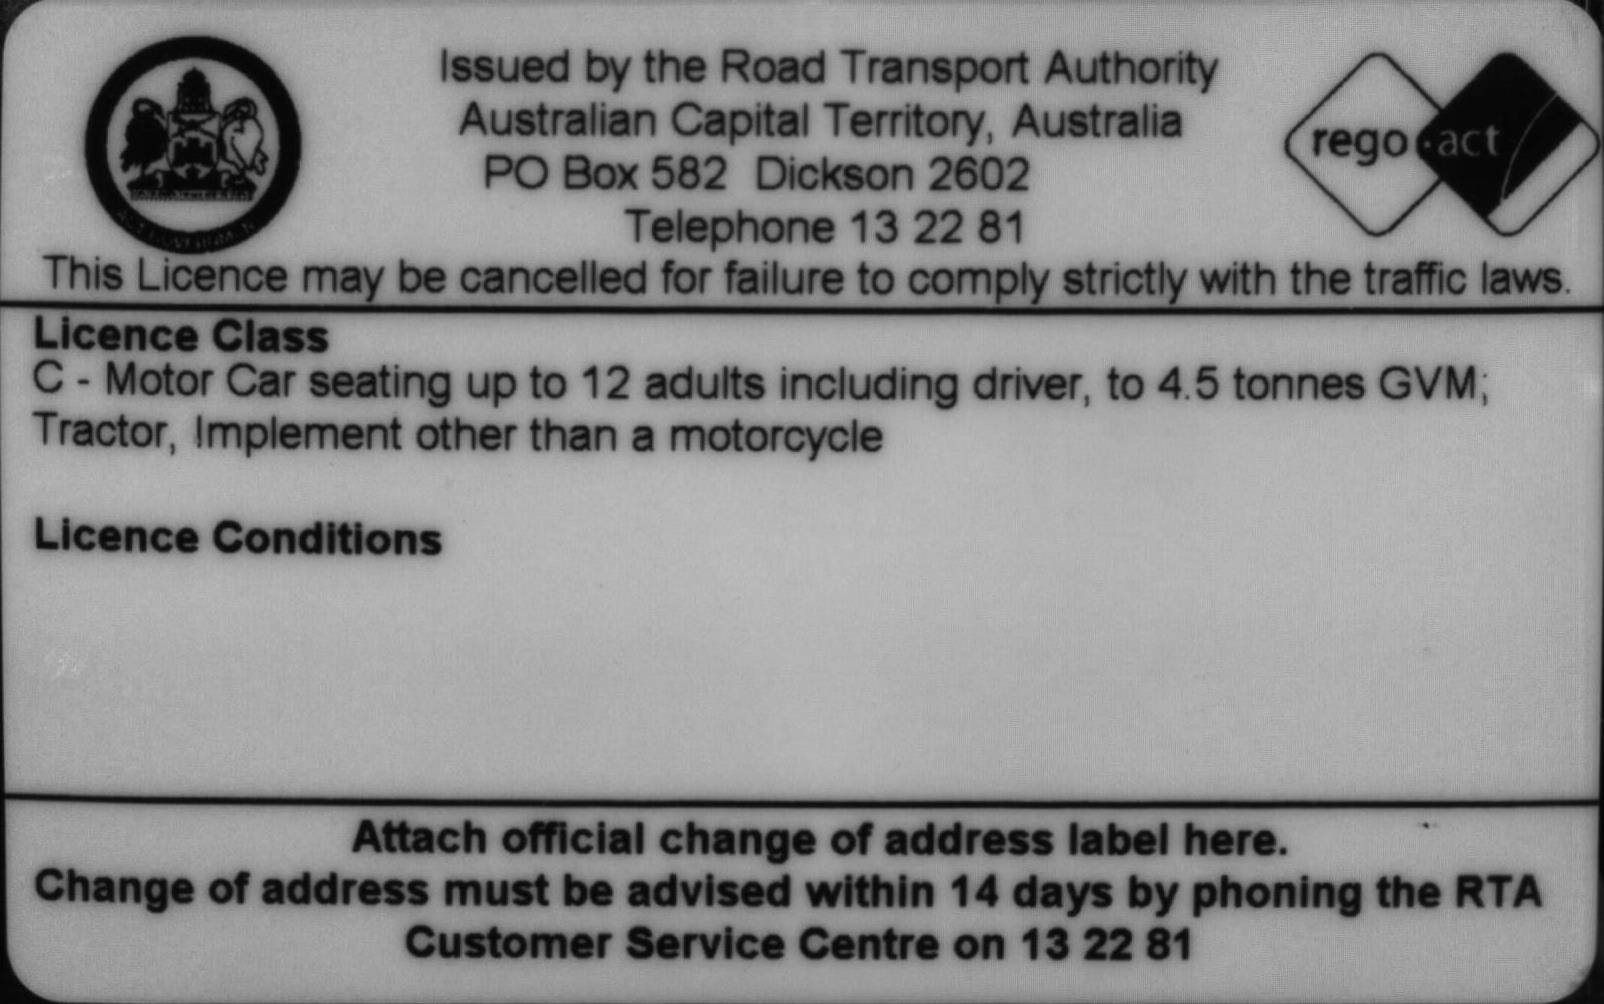 Issued by the Road Transport Authority
Australian Capital Territory, Australia
PO Box 582 Dickson 2602
Telephone 13 22 81
rego·act
This Licence may be cancelled for failure to comply strictly with the traffic laws.
Licence Class
C - Motor Car seating up to 12 adults including driver, to 4.5 tonnes GVM;
Tractor, Implement other than a motorcycle
Licence Conditions
Attach official change of address label here.
Change of address must be advised within 14 days by phoning the RTA
Customer Service Centre on 13 22 81